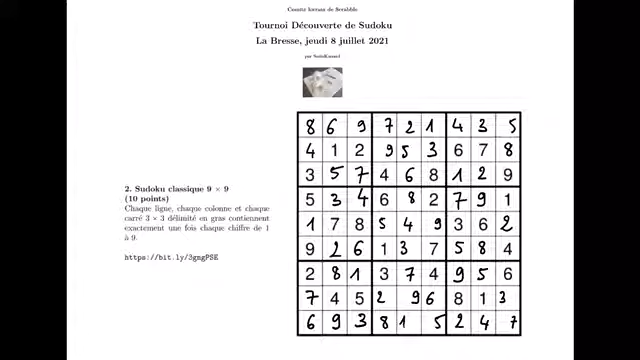 Comité lorrain de Scrabble
Tournoi Découverte de Sudoku
La Bresse, jeudi 8 juillet 2021
2. Sudoku classique 9 × 9
(10 points)
Chaque ligne, chaque colonne et chaque
carré 3 × 3 délimité en gras contiennent
exactement une fois chaque chiffre de 1
à 9.
https://bit.ly/3gmgPSK
8 6 9 7 2 1 4 3 5
4 1 2 9 5 3 6 7 8
3 5 7 4 6 8 1 2 9
5 3 4 6 8 2 7 9 1
1 7 8 5 4 9 3 6 2
9 2 6 1 3 7 5 8 4
2 8 1 3 7 4 9 5 6
7 4 5 2 9 6 8 1 3
6 9 3 8 1 5 2 4 7